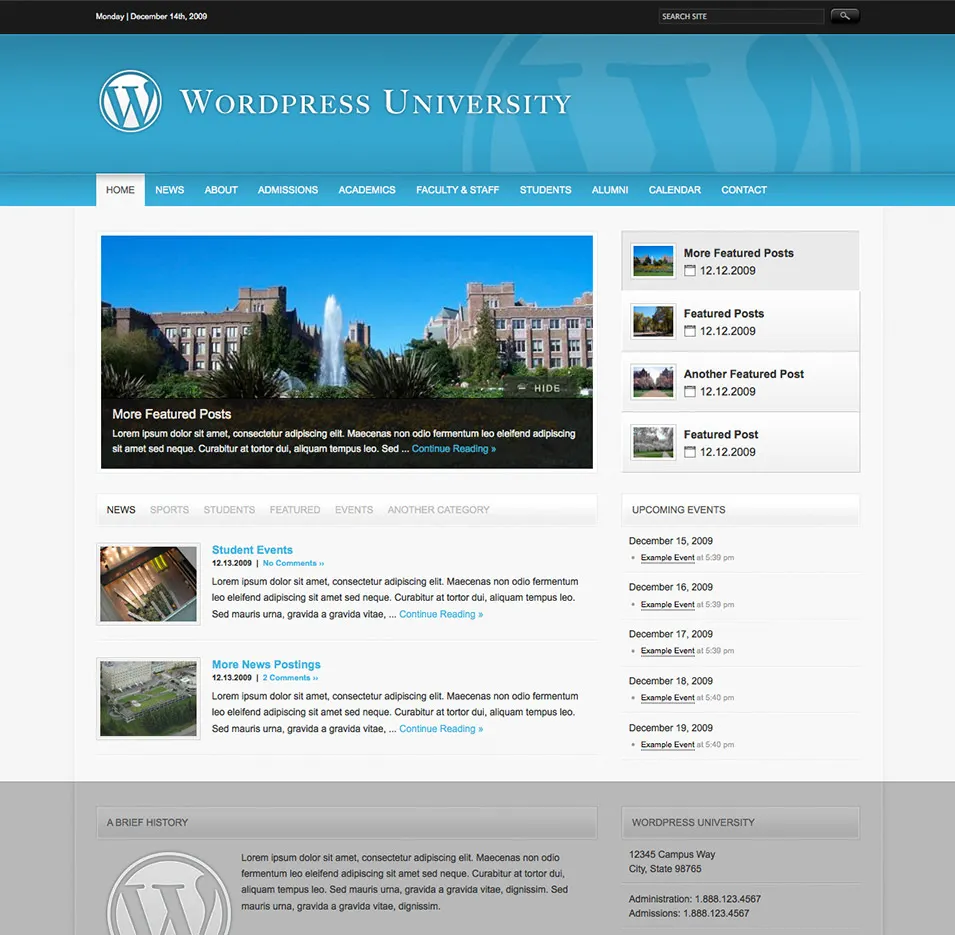 Monday | December 14th, 2009
SEARCH SITE
WORDPRESS UNIVERSITY
HOME NEWS ABOUT ADMISSIONS ACADEMICS FACULTY & STAFF STUDENTS ALUMNI CALENDAR CONTACT
– HIDE
More Featured Posts
Lorem ipsum dolor sit amet, consectetur adipiscing elit. Maecenas non odio fermentum leo eleifend adipiscing
sit amet sed neque. Curabitur at tortor dui, aliquam tempus leo. Sed ... Continue Reading »
More Featured Posts
12.12.2009
Featured Posts
12.12.2009
Another Featured Post
12.12.2009
Featured Post
12.12.2009
NEWS SPORTS STUDENTS FEATURED EVENTS ANOTHER CATEGORY
Student Events
12.13.2009 | No Comments ››
Lorem ipsum dolor sit amet, consectetur adipiscing elit. Maecenas non odio fermentum
leo eleifend adipiscing sit amet sed neque. Curabitur at tortor dui, aliquam tempus leo.
Sed mauris urna, gravida a gravida vitae, ... Continue Reading »
More News Postings
12.13.2009 | 2 Comments ››
Lorem ipsum dolor sit amet, consectetur adipiscing elit. Maecenas non odio fermentum
leo eleifend adipiscing sit amet sed neque. Curabitur at tortor dui, aliquam tempus leo.
Sed mauris urna, gravida a gravida vitae, ... Continue Reading »
UPCOMING EVENTS
December 15, 2009
• Example Event at 5:39 pm
December 16, 2009
• Example Event at 5:39 pm
December 17, 2009
• Example Event at 5:39 pm
December 18, 2009
• Example Event at 5:40 pm
December 19, 2009
• Example Event at 5:40 pm
A BRIEF HISTORY
Lorem ipsum dolor sit amet, consectetur adipiscing elit. Maecenas non odio
fermentum leo eleifend adipiscing sit amet sed neque. Curabitur at tortor dui,
aliquam tempus leo. Sed mauris urna, gravida a gravida vitae, dignissim. Sed
mauris urna, gravida a gravida vitae, dignissim.
WORDPRESS UNIVERSITY
12345 Campus Way
City, State 98765
Administration: 1.888.123.4567
Admissions: 1.888.123.4567